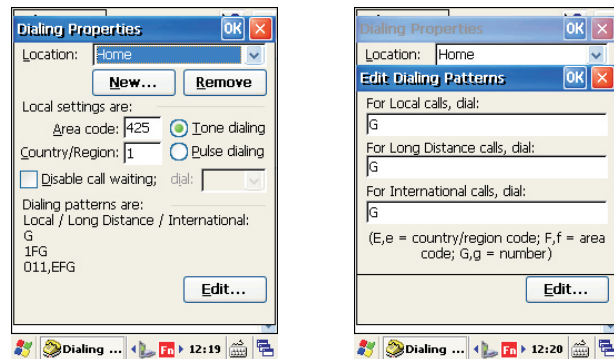 Dialing Properties OK
Location: Home
New... Remove
Local settings are:
Area code: 425 Tone dialing
Country/Region: 1 Pulse dialing
Disable call waiting; dial:
Dialing patterns are:
Local / Long Distance / International:
G
1FG
011,EFG
Edit...
Dialing ... Fn 12:19
Dialing Properties OK
Location: Home
Edit Dialing Patterns OK
For Local calls, dial:
G
For Long Distance calls, dial:
G
For International calls, dial:
G
(E,e = country/region code; F,f = area
code; G,g = number)
Edit...
Dialing ... Fn 12:20